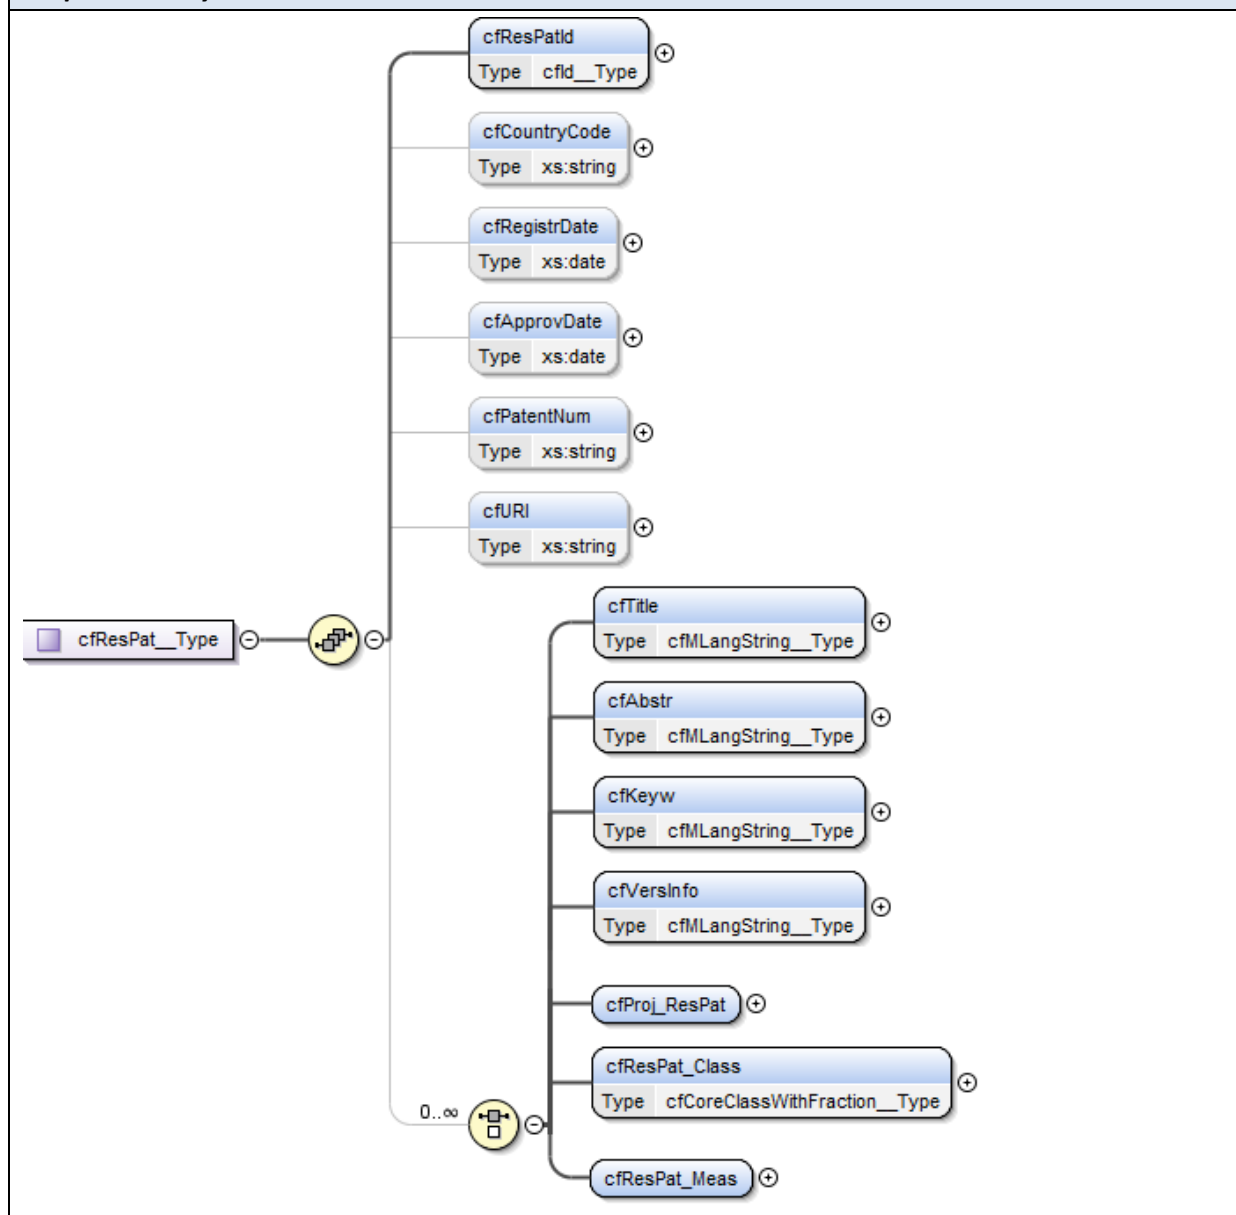 cfResPatId
Type cfId__Type
cfCountryCode
Type xs:string
cfRegistrDate
Type xs:date
cfApprovDate
Type xs:date
cfPatentNum
Type xs:string
cfURI
Type xs:string
cfResPat__Type
cfTitle
Type cfMLangString__Type
cfAbstr
Type cfMLangString__Type
cfKeyw
Type cfMLangString__Type
cfVersInfo
Type cfMLangString__Type
cfProj_ResPat
cfResPat_Class
Type cfCoreClassWithFraction__Type
0..∞
cfResPat_Meas